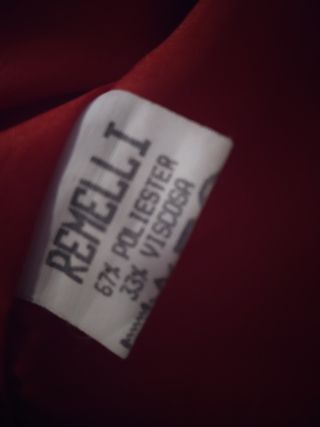 REMELLI
67% POLIESTER
33% VISCOSA